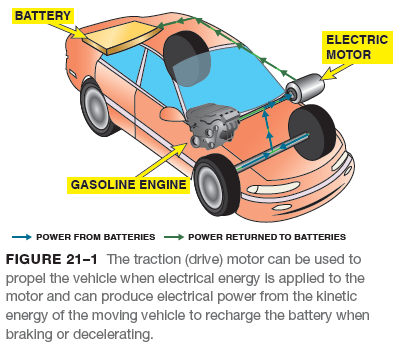 BATTERY
ELECTRIC
MOTOR
GASOLINE ENGINE
POWER FROM BATTERIES
POWER RETURNED TO BATTERIES
FIGURE 21–1 The traction (drive) motor can be used to
propel the vehicle when electrical energy is applied to the
motor and can produce electrical power from the kinetic
energy of the moving vehicle to recharge the battery when
braking or decelerating.